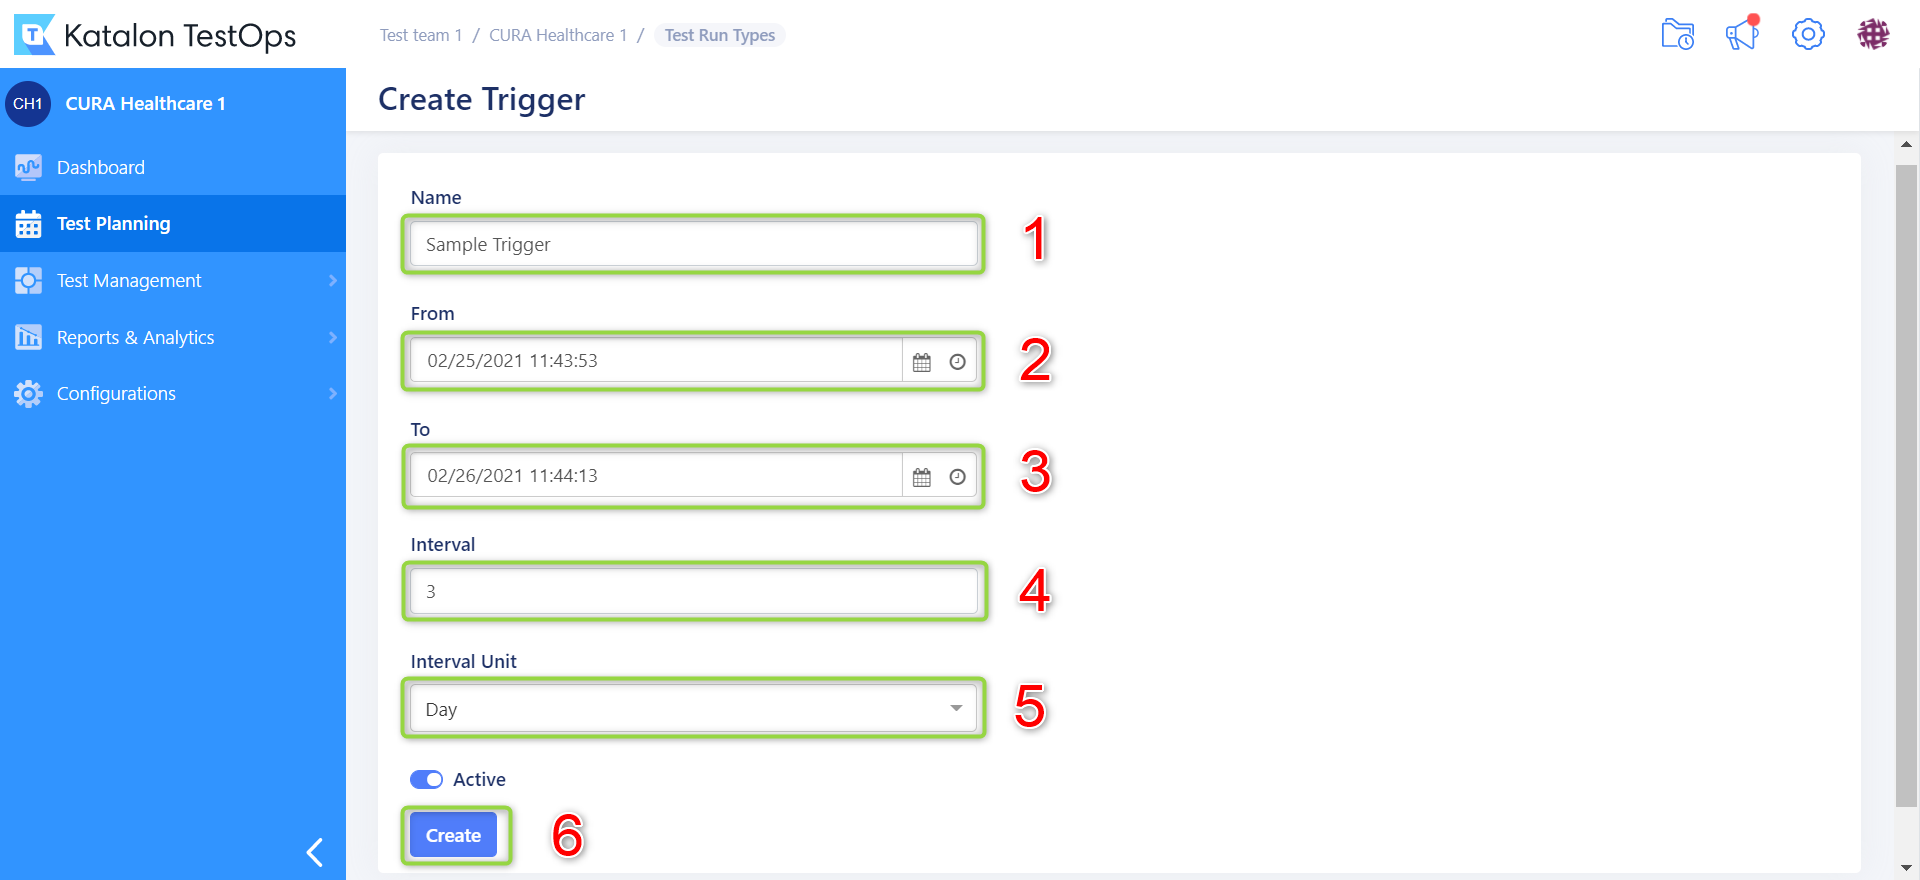 Katalon TestOps
Test team 1 / CURA Healthcare 1 / Test Run Types
CH1 CURA Healthcare 1
Dashboard
Test Planning
Test Management
Reports & Analytics
Configurations
Create Trigger
Name
Sample Trigger
1
From
02/25/2021 11:43:53
2
To
02/26/2021 11:44:13
3
Interval
3
4
Interval Unit
Day
5
Active
Create
6